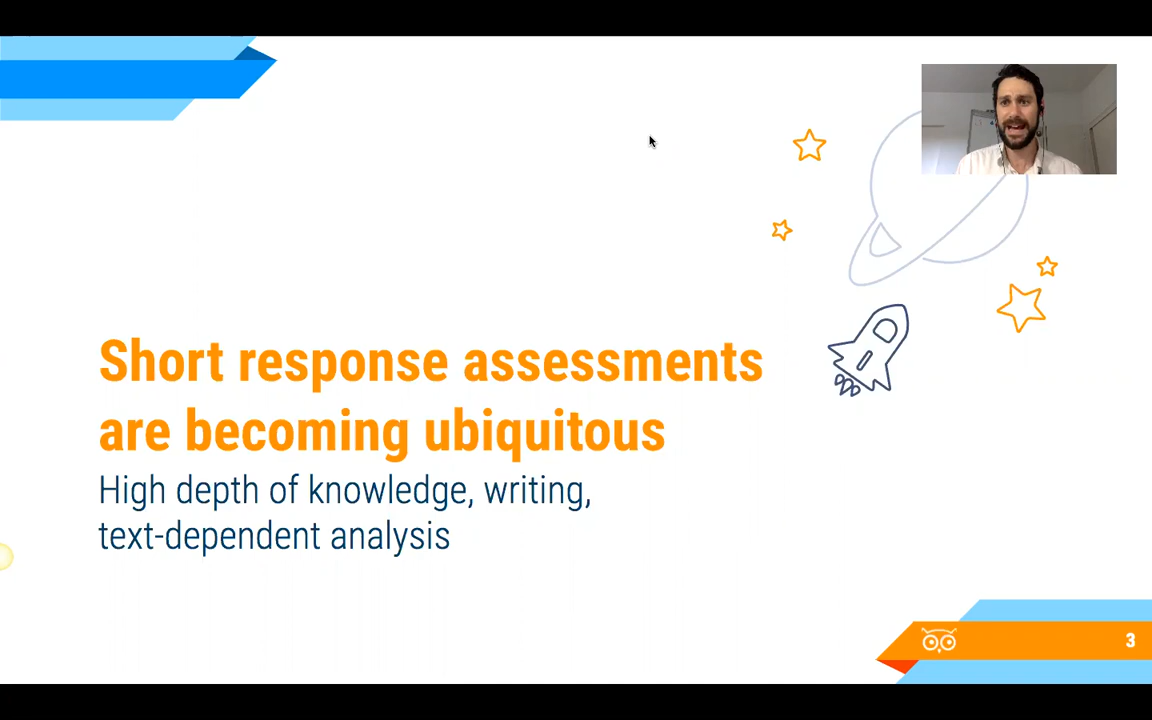 Short response assessments
are becoming ubiquitous
High depth of knowledge, writing,
text-dependent analysis
3